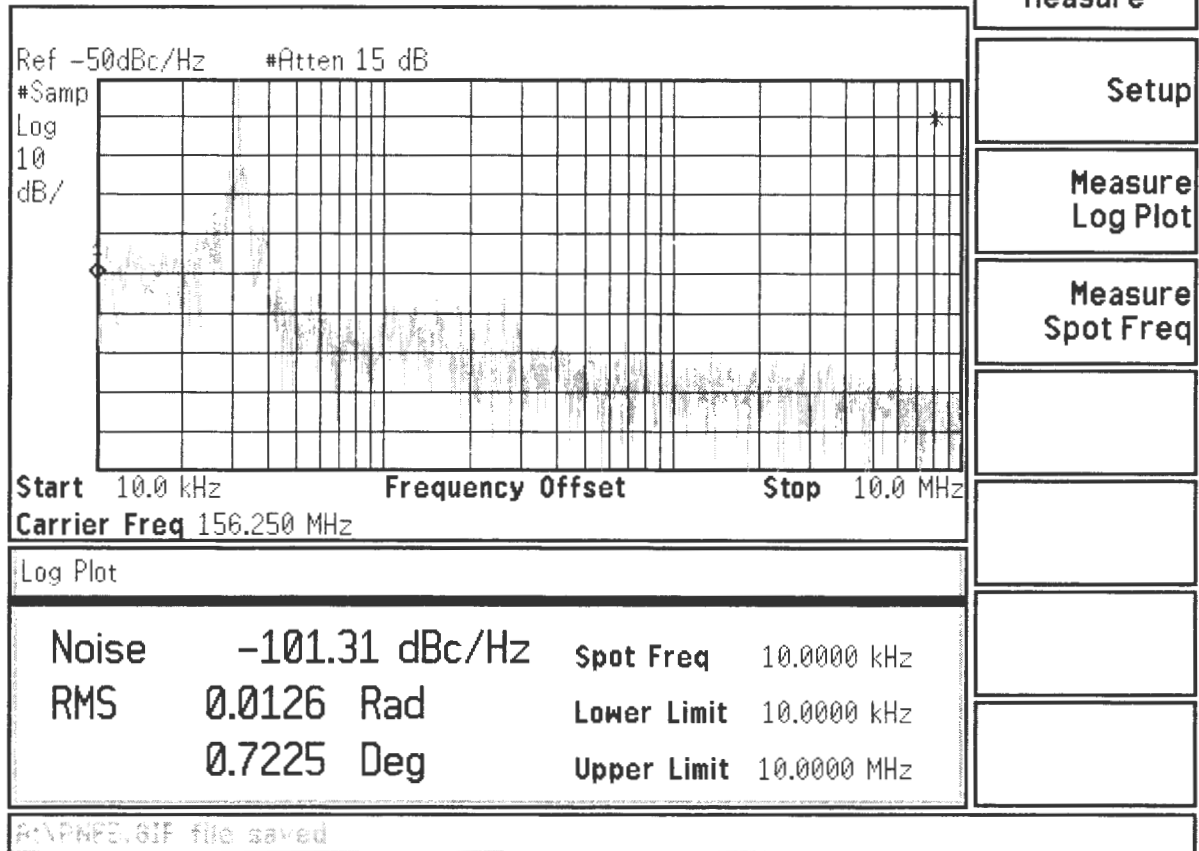 Measure
Ref -50dBc/Hz #Atten 15 dB
#Samp
Log
10
dB/
Start 10.0 kHz Frequency Offset Stop 10.0 MHz
Carrier Freq 156.250 MHz
Log Plot
Noise -101.31 dBc/Hz
RMS 0.0126 Rad
0.7225 Deg
Spot Freq 10.0000 kHz
Lower Limit 10.0000 kHz
Upper Limit 10.0000 MHz
file saved
Setup
Measure
Log Plot
Measure
Spot Freq